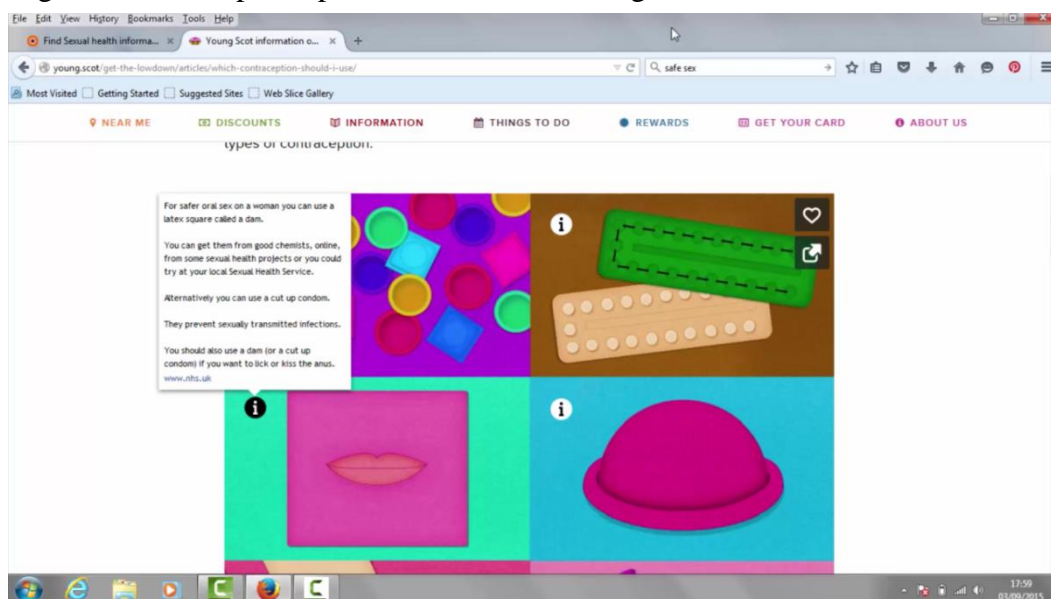 File Edit View History Bookmarks Tools Help
Find Sexual health informa... × Young Scot information o... × +
young.scot/get-the-lowdown/articles/which-contraception-should-i-use/ safe sex
Most Visited Getting Started Suggested Sites Web Slice Gallery
NEAR ME DISCOUNTS INFORMATION THINGS TO DO REWARDS GET YOUR CARD ABOUT US
types of contraception.
For safer oral sex on a woman you can use a
latex square called a dam.
You can get them from good chemists, online,
from some sexual health projects or you could
try at your local Sexual Health Service.
Alternatively you can use a cut up condom.
They prevent sexually transmitted infections.
You should also use a dam (or a cut up
condom) if you want to lick or kiss the anus.
www.nhs.uk
17:59
03/09/2015